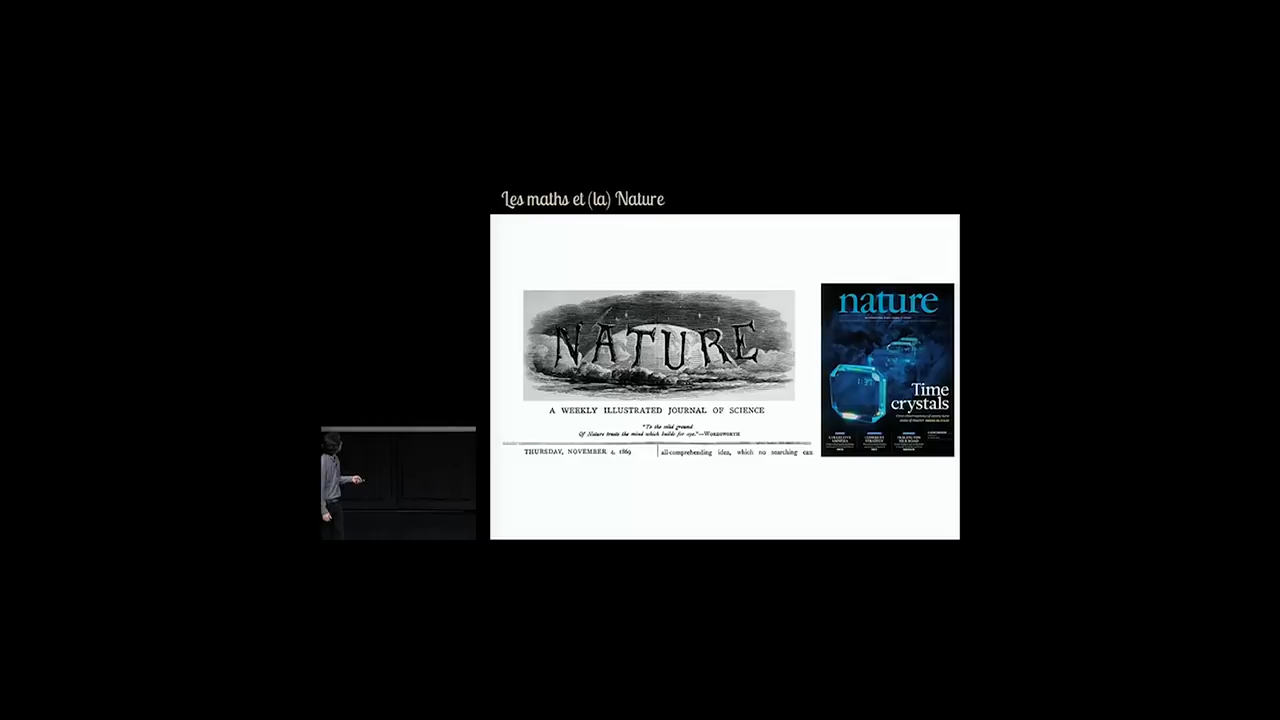 Les maths et (la) Nature
NATURE
A WEEKLY ILLUSTRATED JOURNAL OF SCIENCE
"To the solid ground
Of Nature trusts the mind which builds for aye."—WORDSWORTH
THURSDAY, NOVEMBER 4, 1869
all-comprehending idea, which no searching can
nature
Time
crystals